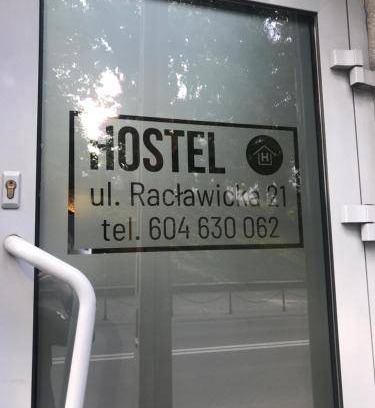 HOSTEL H
ul. Racławicka 21
tel. 604 630 062